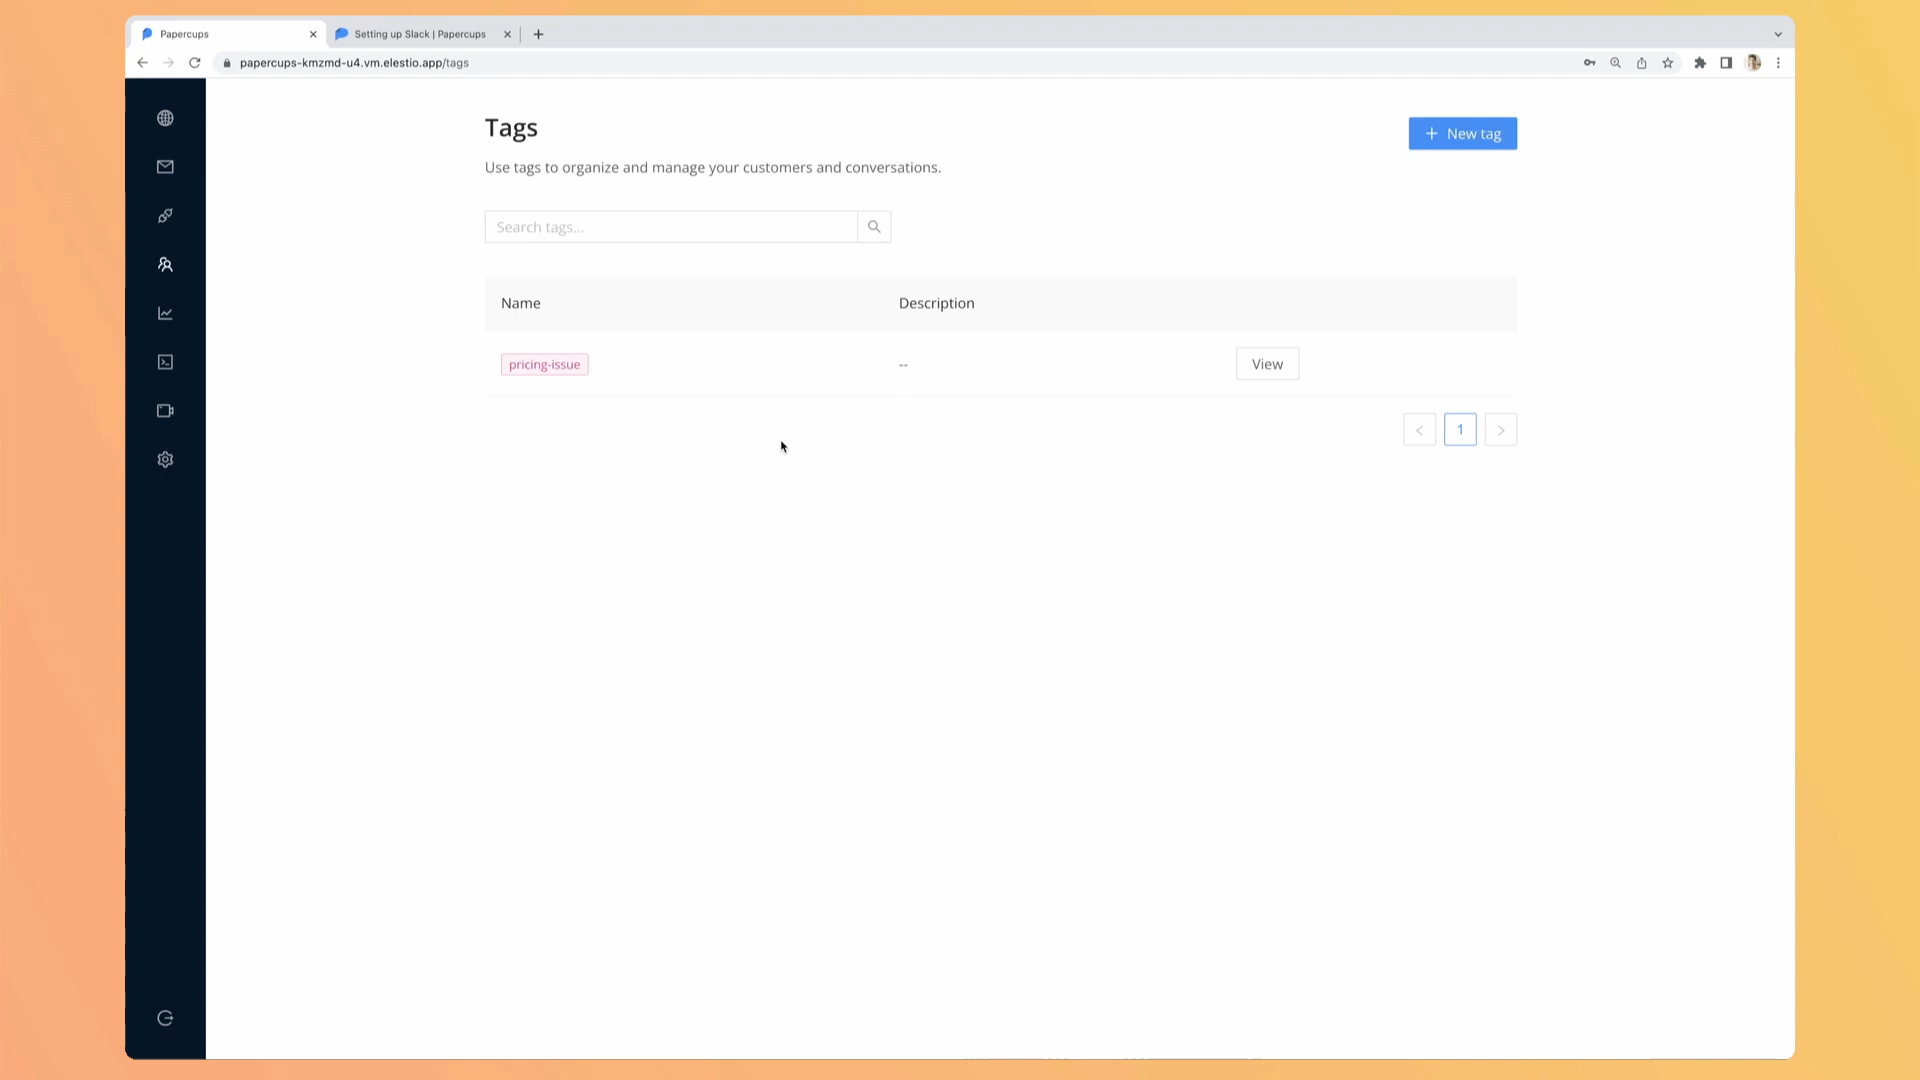 Papercups
Setting up Slack | Papercups
papercups-kmzmd-u4.vm.elestio.app/tags
Tags
New tag
Use tags to organize and manage your customers and conversations.
Search tags...
Name Description
pricing-issue -- View
< 1 >